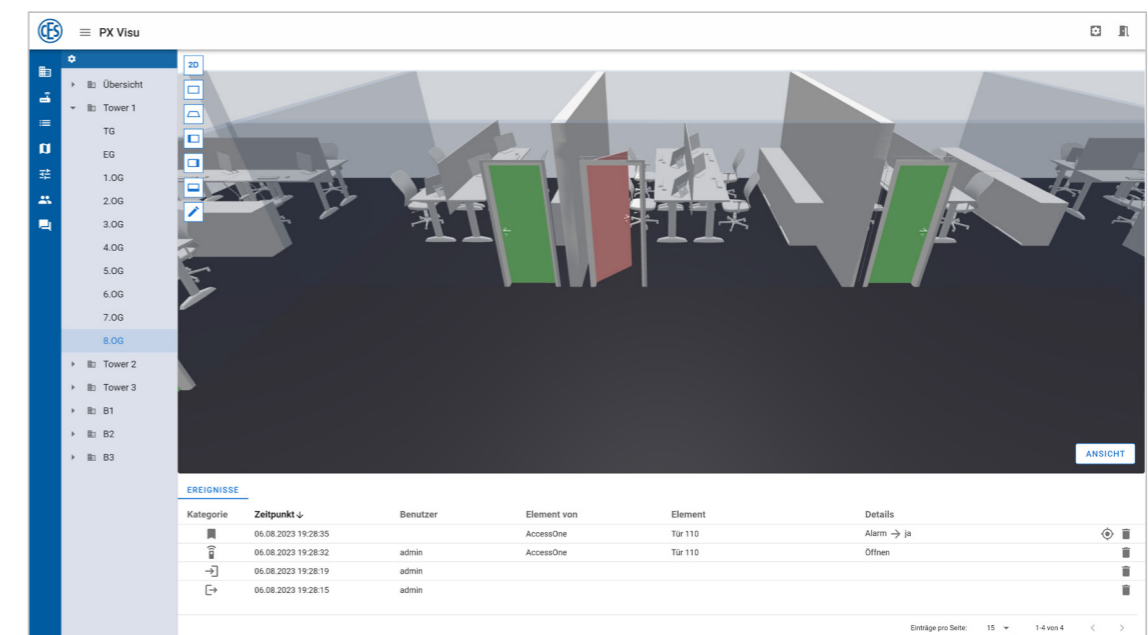 CES
PX Visu
2D
Übersicht
Tower 1
TG
EG
1.OG
2.OG
3.OG
4.OG
5.OG
6.OG
7.OG
8.OG
Tower 2
Tower 3
B1
B2
B3
ANSICHT
EREIGNISSE
Kategorie Zeitpunkt ↓ Benutzer Element von Element Details
06.08.2023 19:28:35 AccessOne Tür 110 Alarm → ja
06.08.2023 19:28:32 admin AccessOne Tür 110 Öffnen
06.08.2023 19:28:19 admin
06.08.2023 19:28:15 admin
Einträge pro Seite: 15 1-4 von 4